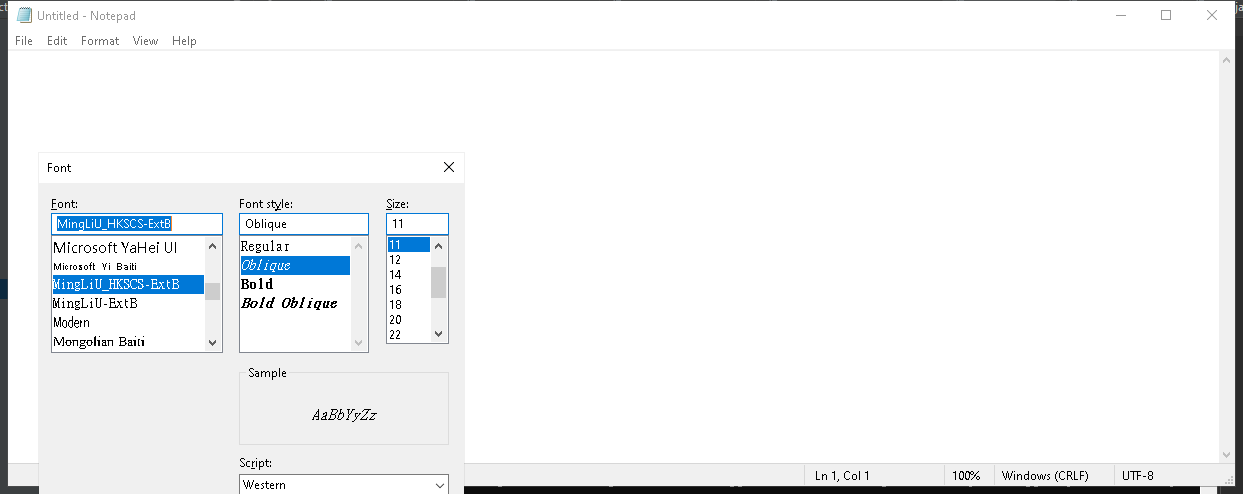 Untitled - Notepad
File Edit Format View Help
Font
Font: Font style: Size:
MingLiU_HKSCS-ExtB Oblique 11
Microsoft YaHei UI Regular 11
Microsoft Yi Baiti Oblique 12
MingLiU_HKSCS-ExtB Bold 14
MingLiU-ExtB Bold Oblique 16
Modern 18
Mongolian Baiti 20
22
Sample
AaBbYyZz
Script:
Western
Ln 1, Col 1 100% Windows (CRLF) UTF-8